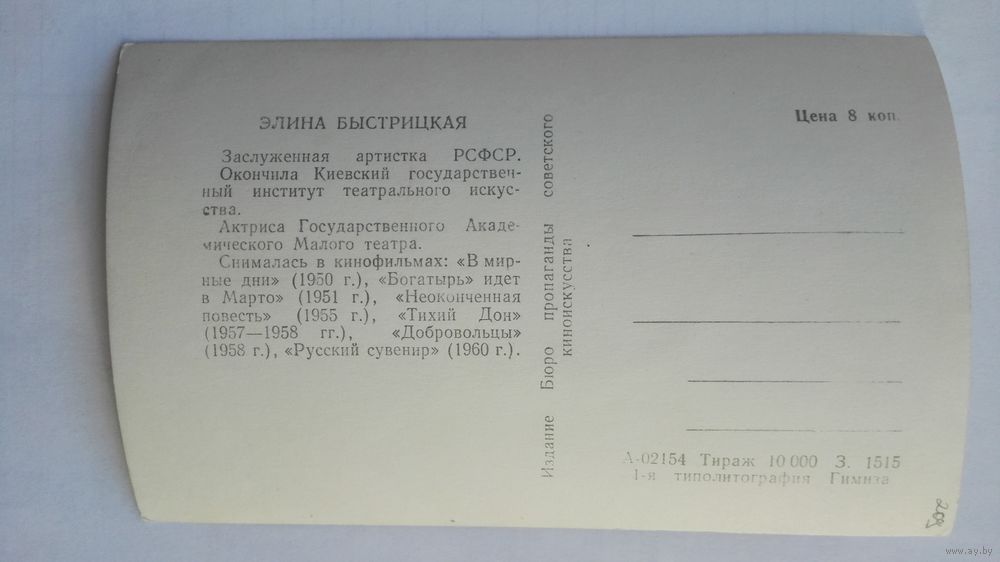 ЭЛИНА БЫСТРИЦКАЯ
Заслуженная артистка РСФСР.
Окончила Киевский государствен-
ный институт театрального искус-
ства.
Актриса Государственного Акаде-
мического Малого театра.
Снималась в кинофильмах: «В мир-
ные дни» (1950 г.), «Богатырь» идет
в Марто» (1951 г.), «Неоконченная
повесть» (1955 г.), «Тихий Дон»
(1957—1958 гг.), «Добровольцы»
(1958 г.), «Русский сувенир» (1960 г.).
Издание Бюро пропаганды советского
киноискусства
Цена 8 коп.
А-02154 Тираж 10 000 З. 1515
1-я типолитография Гимиза
www.ay.by